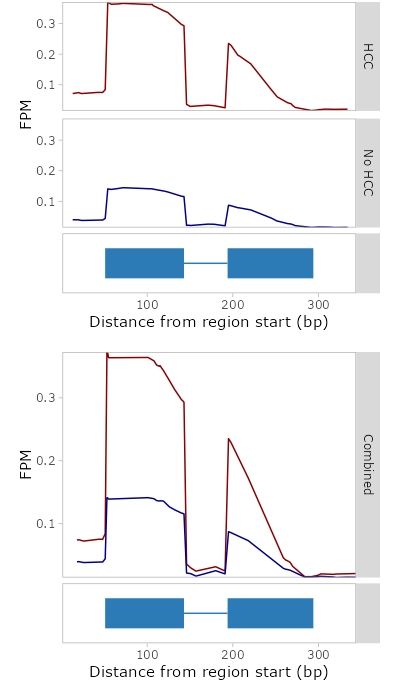 0.3
0.2
0.1
HCC
FPM
0.3
0.2
0.1
No HCC
100 200 300
Distance from region start (bp)
0.3
0.2
0.1
FPM
Combined
100 200 300
Distance from region start (bp)